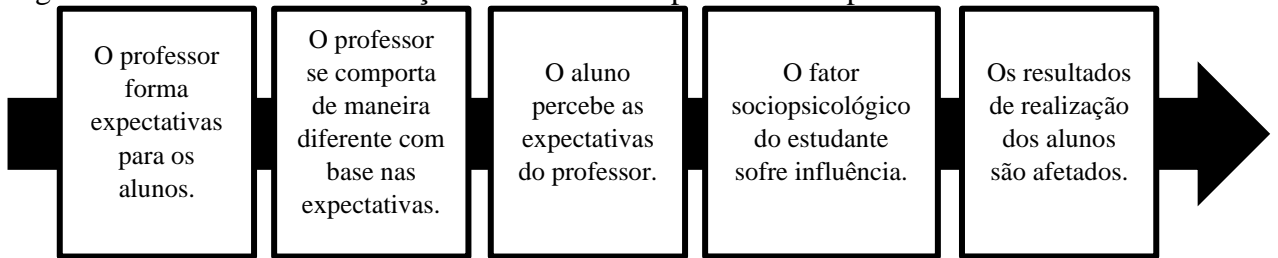 O professor
forma
expectativas
para os
alunos.
O professor
se comporta
de maneira
diferente com
base nas
expectativas.
O aluno
percebe as
expectativas
do professor.
O fator
sociopsicológico
do estudante
sofre influência.
Os resultados
de realização
dos alunos
são afetados.